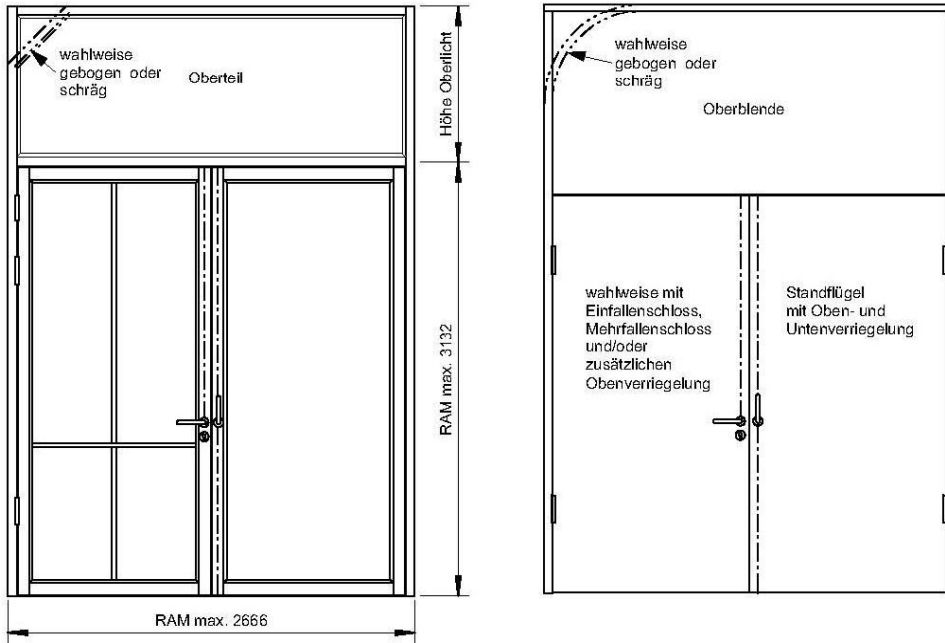 wahlweise
gebogen oder
schräg
Oberteil
Höhe Oberlicht
RAM max. 3132
RAM max. 2666
wahlweise
gebogen oder
schräg
Oberblende
wahlweise mit
Einfallenschloss,
Mehrfallenschloss
und/oder
zusätzlichen
Obenverriegelung
Standflügel
mit Oben- und
Untenverriegelung